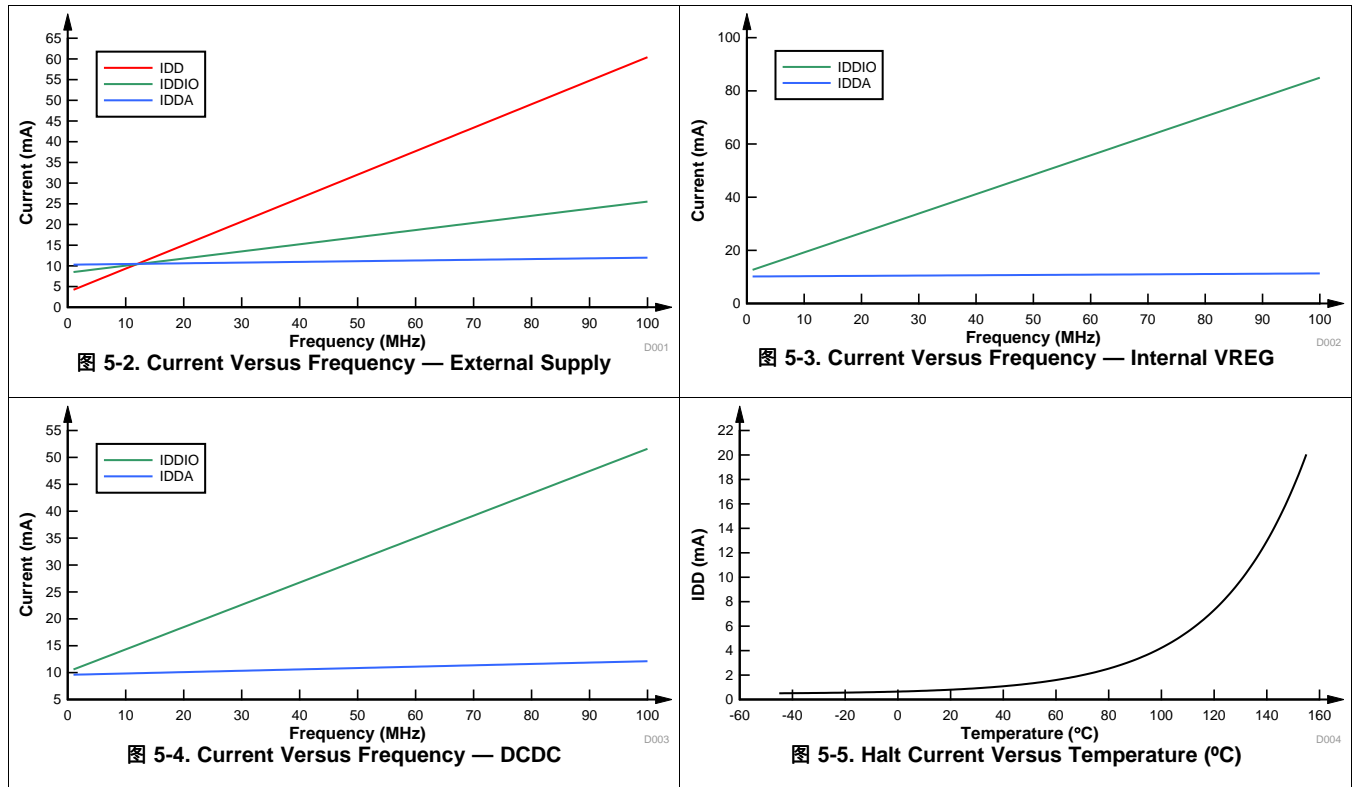 65
60
55
50
45
40
35
30
25
20
15
10
5
0
Current (mA)
IDD
IDDIO
IDDA
0 10 20 30 40 50 60 70 80 90 100
Frequency (MHz)
D001
图 5-2. Current Versus Frequency — External Supply
100
80
60
40
20
0
Current (mA)
IDDIO
IDDA
0 10 20 30 40 50 60 70 80 90 100
Frequency (MHz)
D002
图 5-3. Current Versus Frequency — Internal VREG
55
50
45
40
35
30
25
20
15
10
5
Current (mA)
IDDIO
IDDA
0 10 20 30 40 50 60 70 80 90 100
Frequency (MHz)
D003
图 5-4. Current Versus Frequency — DCDC
22
20
18
16
14
12
10
8
6
4
2
0
IDD (mA)
-60 -40 -20 0 20 40 60 80 100 120 140 160
Temperature (ºC)
D004
图 5-5. Halt Current Versus Temperature (ºC)